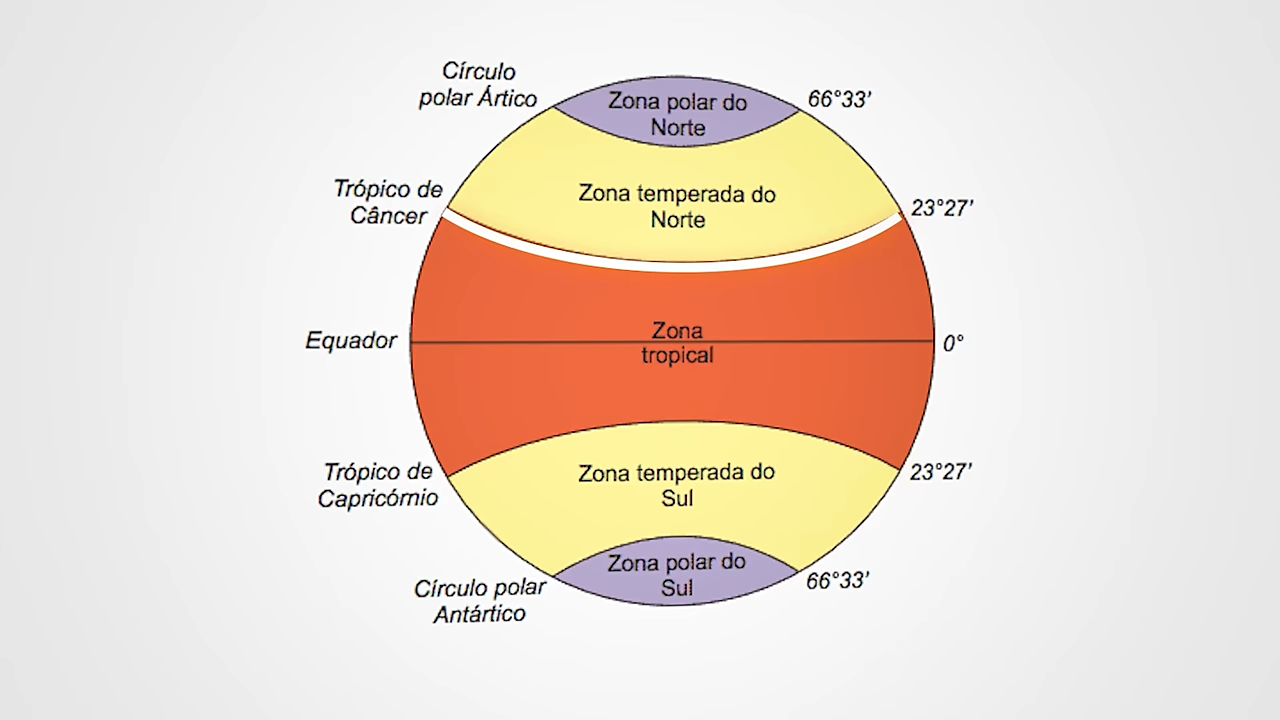 Círculo
polar Ártico
Zona polar do
Norte
66°33’
Trópico de
Câncer
Zona temperada do
Norte
23°27’
Equador
Zona
tropical
0°
Trópico de
Capricórnio
Zona temperada do
Sul
23°27’
Círculo polar
Antártico
Zona polar do
Sul
66°33’